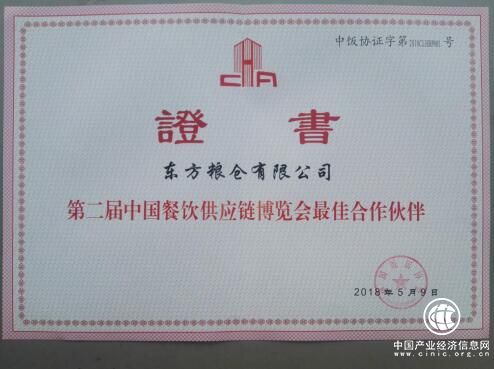 中饭协证字第 号
CHA
證 書
东方粮仓有限公司
第二届中国餐饮供应链博览会最佳合作伙伴
2018年5月9日
中国产业经济信息网
www.cinic.org.cn